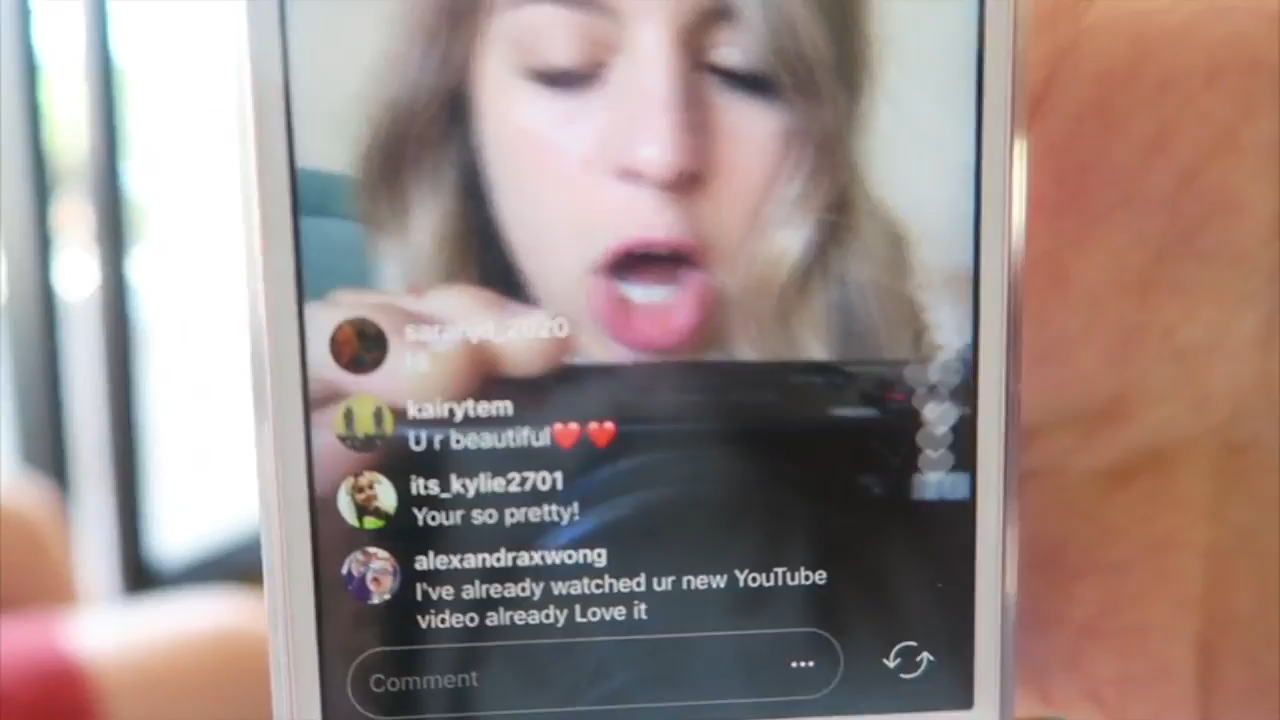 kairytem
U r beautiful❤️❤️
its_kylie2701
Your so pretty!
alexandraxwong
I've already watched ur new YouTube
video already Love it
Comment